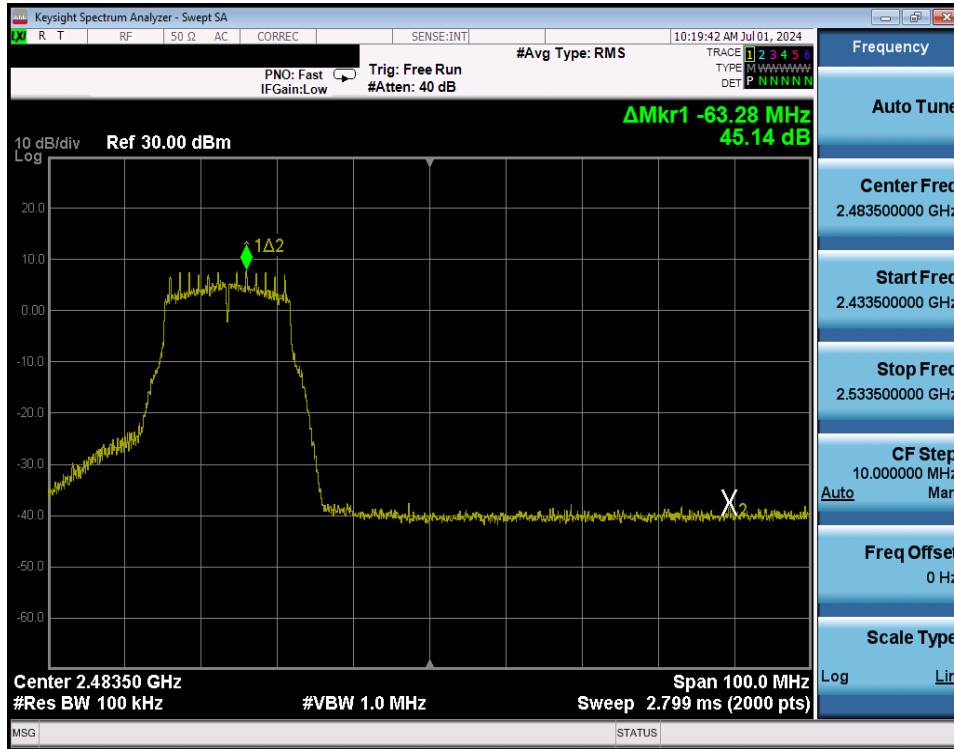 Keysight Spectrum Analyzer - Swept SA
LXI R T RF 50 Ω AC CORREC SENSE:INT 10:19:42 AM Jul 01, 2024
#Avg Type: RMS
TRACE 1 2 3 4 5 6
TYPE M W W W W W
DET P N N N N N
PNO: Fast
IFGain:Low
Trig: Free Run
#Atten: 40 dB
ΔMkr1 -63.28 MHz
45.14 dB
10 dB/div
Log
Ref 30.00 dBm
20.0
10.0
0.00
-10.0
-20.0
-30.0
-40.0
-50.0
-60.0
1Δ2
X2
Center 2.48350 GHz
#Res BW 100 kHz
#VBW 1.0 MHz
Span 100.0 MHz
Sweep 2.799 ms (2000 pts)
MSG
STATUS
Frequency
Auto Tune
Center Freq
2.483500000 GHz
Start Freq
2.433500000 GHz
Stop Freq
2.533500000 GHz
CF Step
10.000000 MHz
Auto Man
Freq Offset
0 Hz
Scale Type
Log Lin